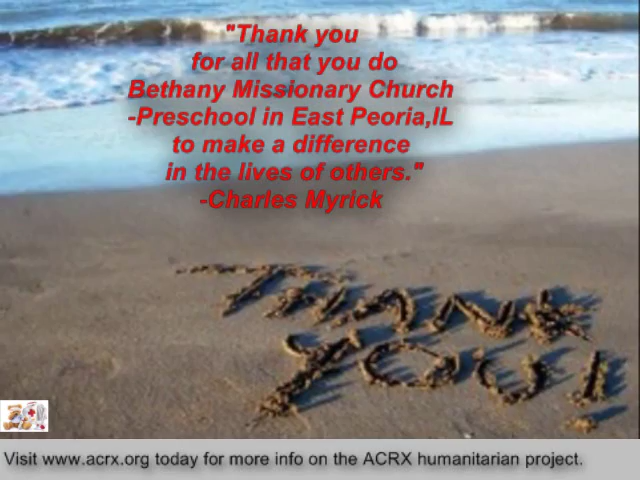 "Thank you
for all that you do
Bethany Missionary Church
-Preschool in East Peoria,IL
to make a difference
in the lives of others."
-Charles Myrick
THANK
YOU!
Visit www.acrx.org today for more info on the ACRX humanitarian project.